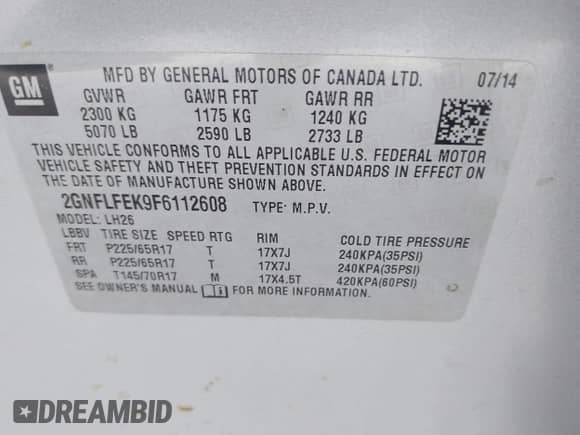 GM
®
MFD BY GENERAL MOTORS OF CANADA LTD. 07/14
GVWR GAWR FRT GAWR RR
2300 KG 1175 KG 1240 KG
5070 LB 2590 LB 2733 LB
THIS VEHICLE CONFORMS TO ALL APPLICABLE U.S. FEDERAL MOTOR
VEHICLE SAFETY AND THEFT PREVENTION STANDARDS IN EFFECT ON
THE DATE OF MANUFACTURE SHOWN ABOVE.
2GNFLFEK9F6112608 TYPE: M.P.V.
MODEL: LH26
LBBV TIRE SIZE SPEED RTG RIM COLD TIRE PRESSURE
FRT P225/65R17 T 17X7J 240KPA(35PSI)
RR P225/65R17 T 17X7J 240KPA(35PSI)
SPA T145/70R17 M 17X4.5T 420KPA(60PSI)
SEE OWNER'S MANUAL FOR MORE INFORMATION.
DREAMBID